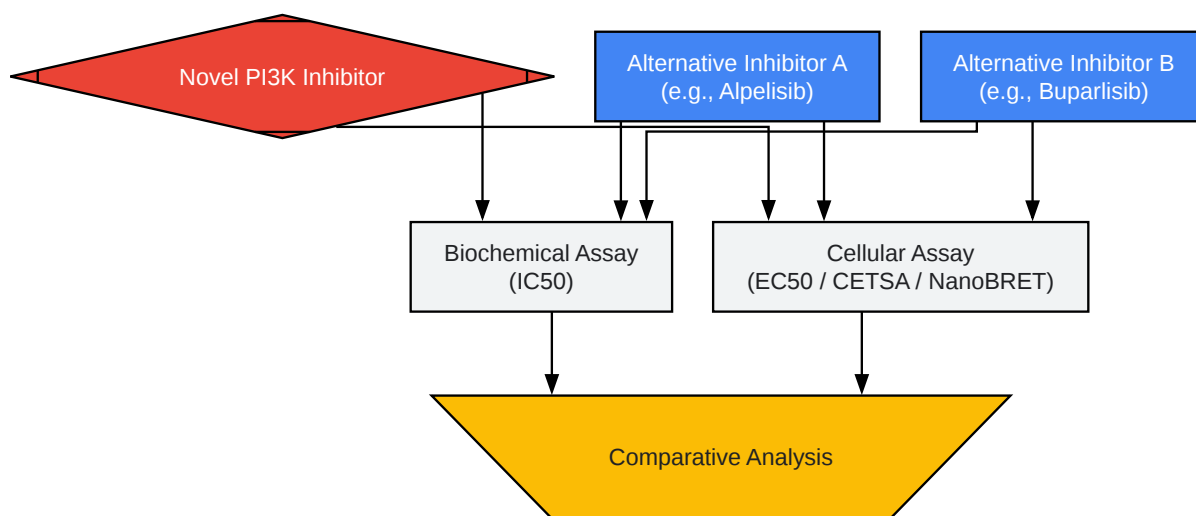 Novel PI3K Inhibitor
Alternative Inhibitor A
(e.g., Alpelisib)
Alternative Inhibitor B
(e.g., Buparlisib)
Biochemical Assay
(IC50)
Cellular Assay
(EC50 / CETSA / NanoBRET)
Comparative Analysis